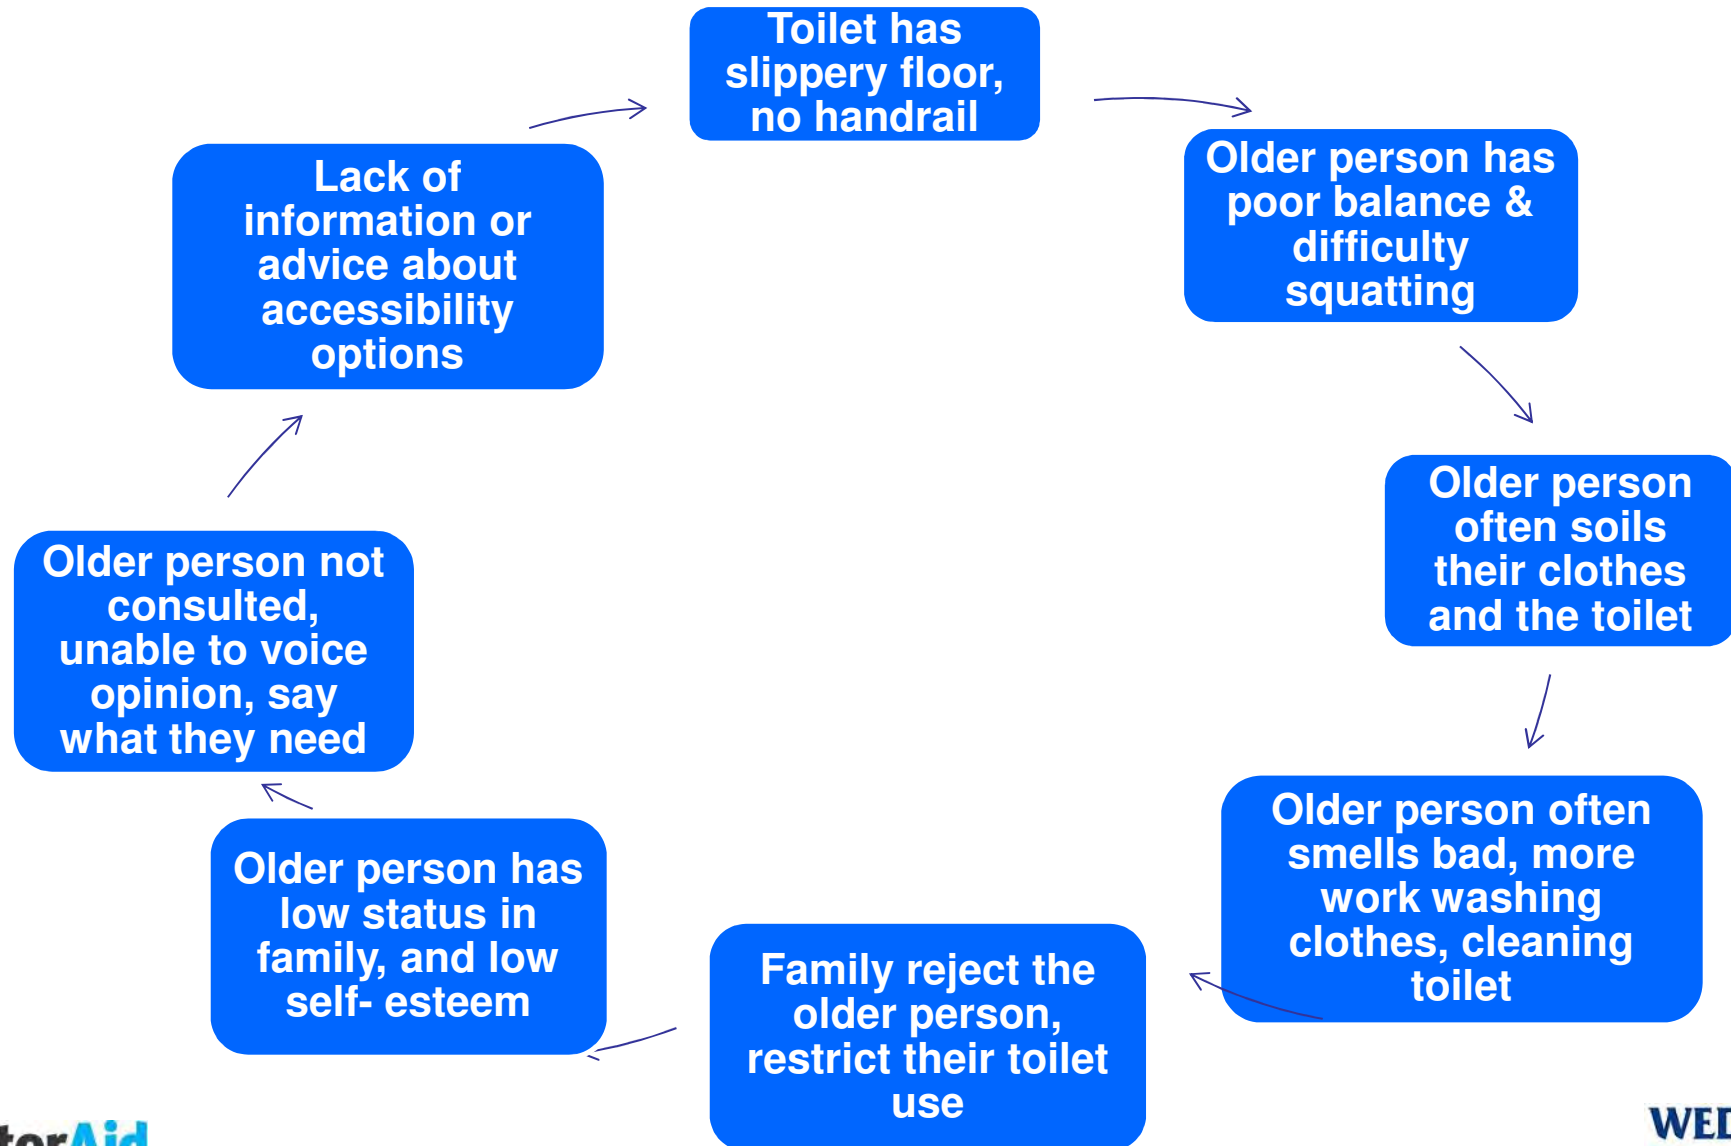 Toilet has
slippery floor,
no handrail
Older person has
poor balance &
difficulty
squatting
Older person
often soils
their clothes
and the toilet
Older person often
smells bad, more
work washing
clothes, cleaning
toilet
Family reject the
older person,
restrict their toilet
use
Older person has
low status in
family, and low
self- esteem
Older person not
consulted,
unable to voice
opinion, say
what they need
Lack of
information or
advice about
accessibility
options
terAid
WED